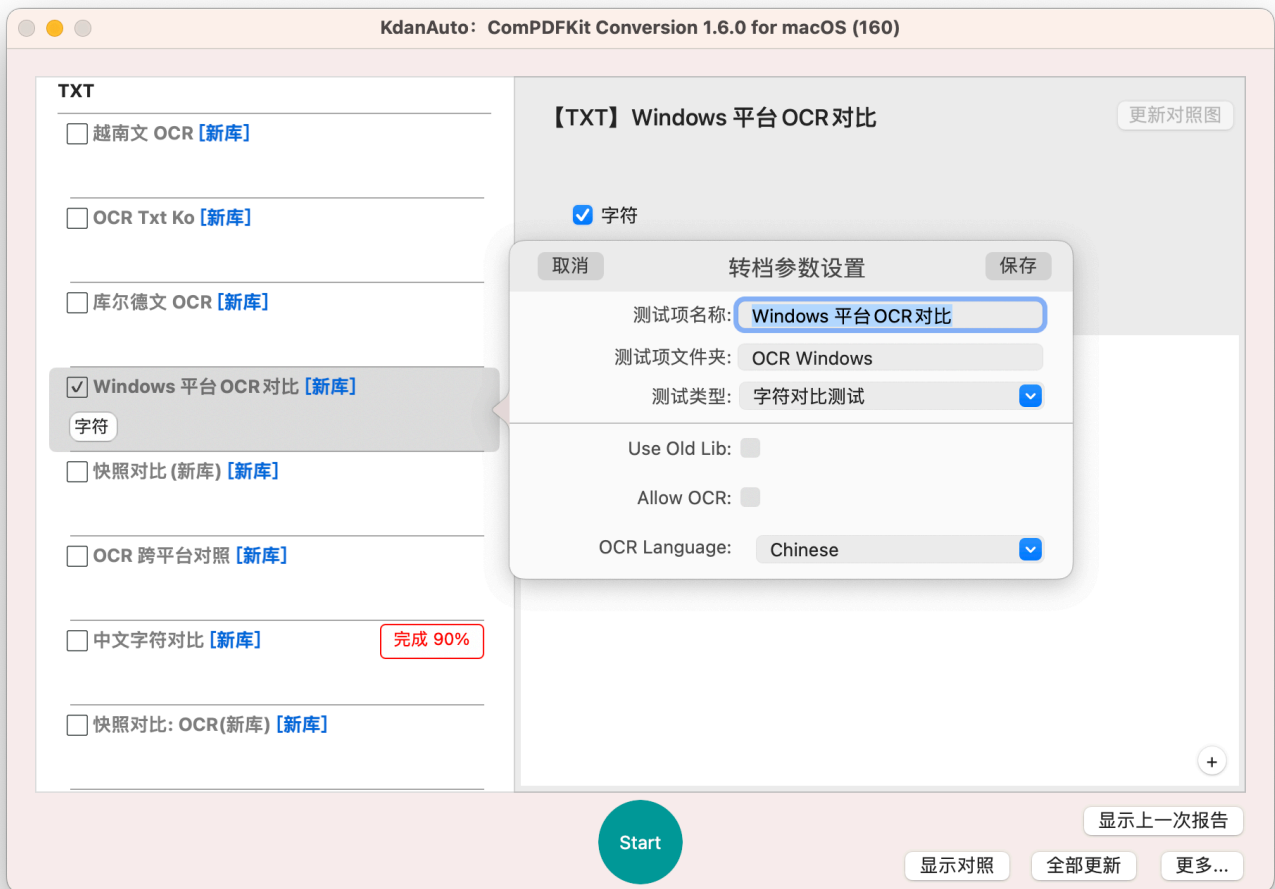 KdanAuto：ComPDFKit Conversion 1.6.0 for macOS (160)
TXT
越南文 OCR [新库]
OCR Txt Ko [新库]
库尔德文 OCR [新库]
Windows 平台OCR对比 [新库]
字符
快照对比(新库) [新库]
OCR 跨平台对照 [新库]
中文字符对比 [新库]
完成 90%
快照对比: OCR(新库) [新库]
【TXT】Windows 平台OCR对比
更新对照图
字符
取消
转档参数设置
保存
测试项名称: Windows 平台OCR对比
测试项文件夹: OCR Windows
测试类型: 字符对比测试
Use Old Lib:
Allow OCR:
OCR Language: Chinese
+
Start
显示上一次报告
显示对照
全部更新
更多...